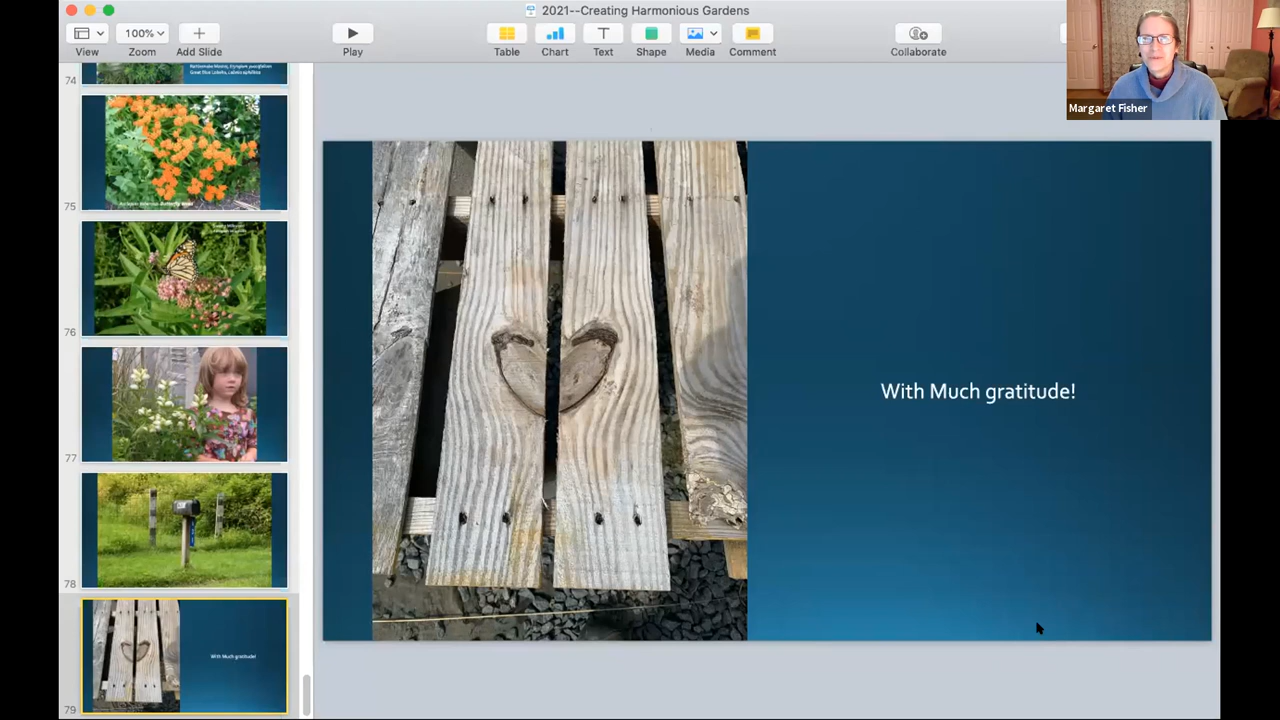 2021--Creating Harmonious Gardens
100%
View
Zoom
Add Slide
Play
Table
Chart
Text
Shape
Media
Comment
Collaborate
Margaret Fisher
74
75
76
77
78
79
With Much gratitude!
With Much gratitude!